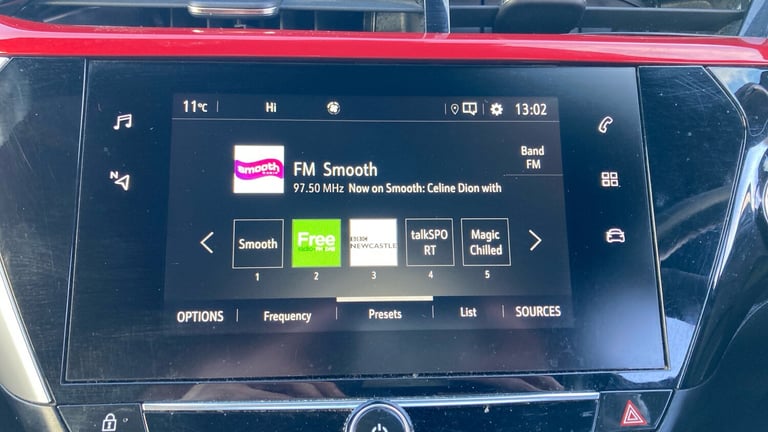 11°C Hi 13:02
smooth
FM Smooth
Band
FM
97.50 MHz Now on Smooth: Celine Dion with
Smooth
Free
BBC
NEWCASTLE
talkSPO
RT
Magic
Chilled
1 2 3 4 5
OPTIONS Frequency Presets List SOURCES
N